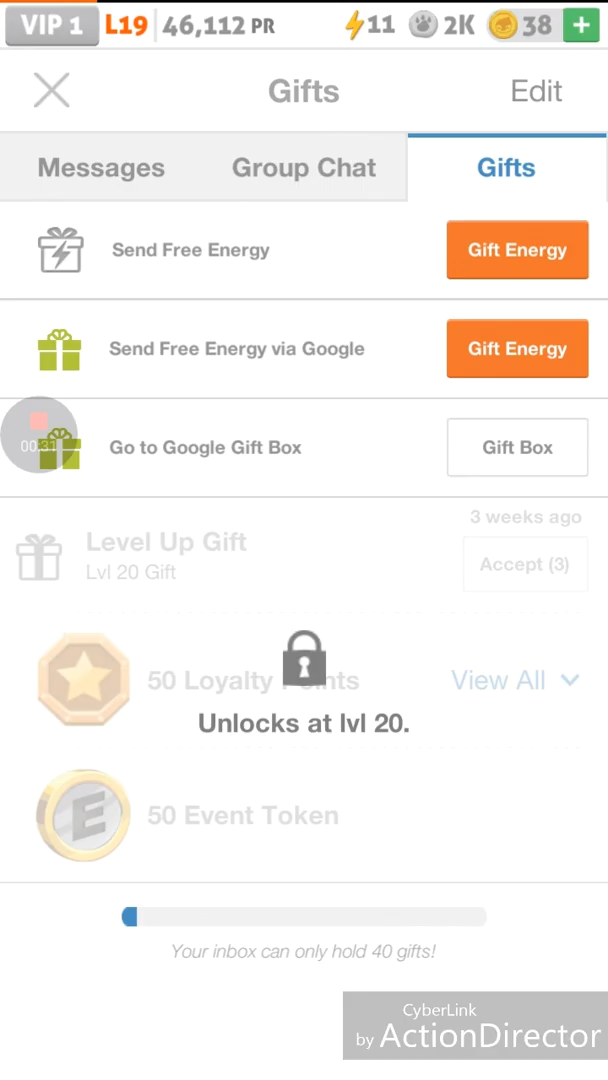 VIP 1 L19 46,112 PR 11 2K 38 +
Gifts Edit
Messages Group Chat Gifts
Send Free Energy Gift Energy
Send Free Energy via Google Gift Energy
00:31 Go to Google Gift Box Gift Box
3 weeks ago
Level Up Gift
Lvl 20 Gift Accept (3)
50 Loyalty Points View All
Unlocks at lvl 20.
E 50 Event Token
Your inbox can only hold 40 gifts!
CyberLink
by ActionDirector